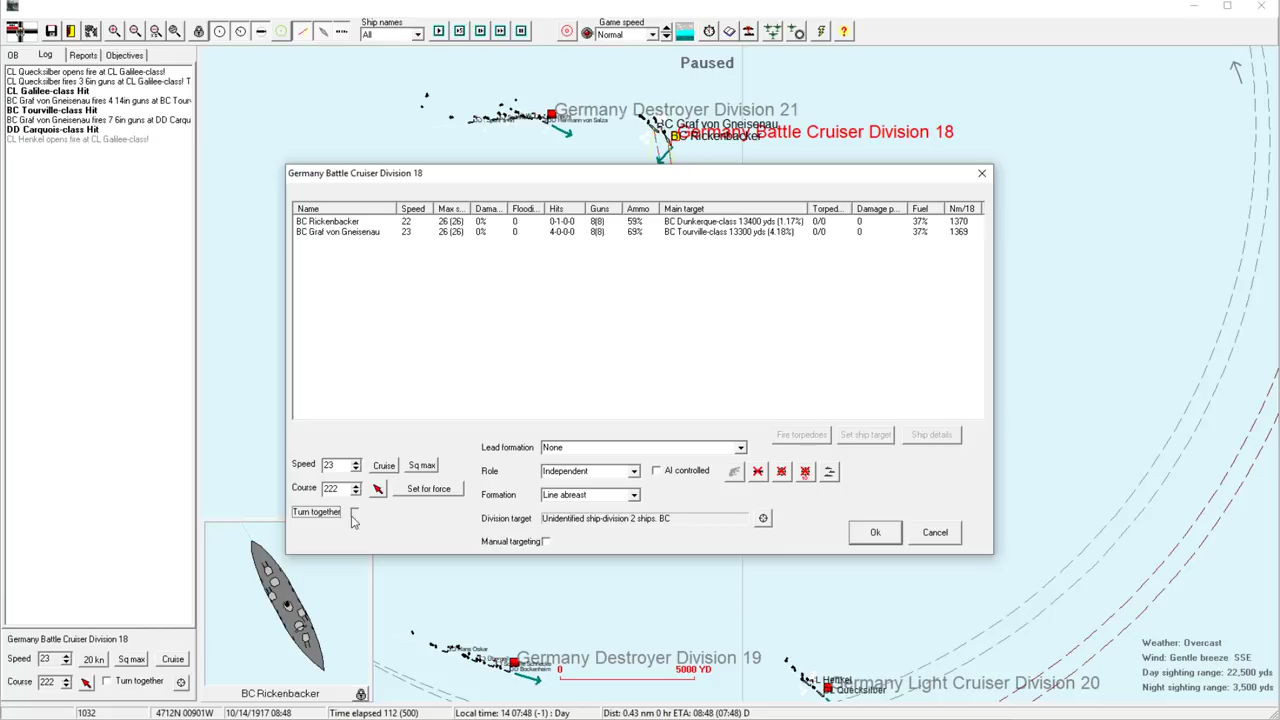 Ship names
All
Game speed
Normal
OB
Log
Reports
Objectives
CL Quecksilber opens fire at CL Galilee-class!
CL Quecksilber fires 3 6in guns at CL Galilee-class! T
CL Galilee-class Hit
BC Graf von Gneisenau fires 4 14in guns at BC Tour
BC Tourville-class Hit
BC Graf von Gneisenau fires 7 6in guns at DD Carqu
DD Carquois-class Hit
CL Henkel opens fire at CL Galilee-class!
Paused
Germany Destroyer Division 21
BC Graf von Gneisenau
Germany Battle Cruiser Division 18
BC Rickenbacker
Germany Battle Cruiser Division 18
Name Speed Max s... Dama... Floodi... Hits Guns Ammo Main target Torped... Damage p... Fuel Nm/18
BC Rickenbacker 22 26 (26) 0% 0 0-1-0-0 8(8) 59% BC Dunkerque-class 13400 yds (1.17%) 0/0 0 37% 1370
BC Graf von Gneisenau 23 26 (26) 0% 0 4-0-0-0 8(8) 69% BC Tourville-class 13300 yds (4.18%) 0/0 0 37% 1369
Fire torpedoes Set ship target Ship details
Lead formation None
Speed 23 Cruise Sq max
Role Independent AI controlled
Course 222 Set for force
Formation Line abreast
Turn together
Division target Unidentified ship-division 2 ships. BC
Ok Cancel
Manual targeting
Germany Battle Cruiser Division 18
Speed 23 20 kn Sq max Cruise
Course 222 Turn together
BC Rickenbacker
Germany Destroyer Division 19
0 5000 YD
L Henkel
Germany Light Cruiser Division 20
L Quecksilber
Weather: Overcast
Wind: Gentle breeze SSE
Day sighting range: 22,500 yds
Night sighting range: 3,500 yds
1032 4712N 00901W 10/14/1917 08:48 Time elapsed 112 (500) Local time: 14 07:48 (-1) : Day Dist: 0.43 nm 0 hr ETA: 08:48 (07:48) D